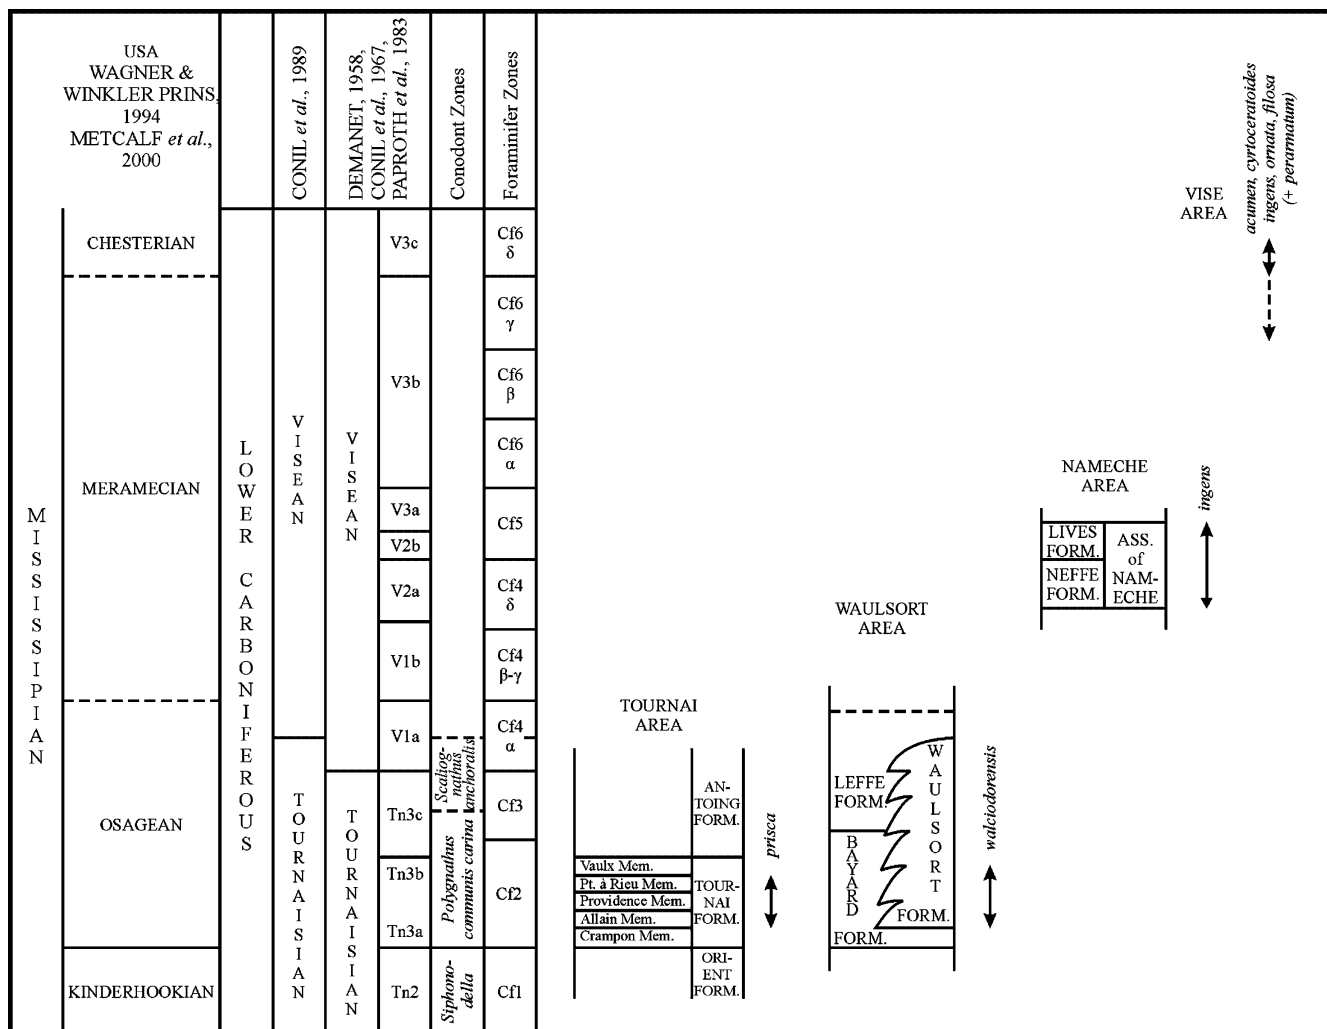 USA
WAGNER &
WINKLER PRINS,
1994
METCALF et al.,
2000
CONIL et al., 1989
DEMANET, 1958,
CONIL et al., 1967,
PAPROTH et al., 1983
Conodont Zones
Foraminifer Zones
MISSISSIPIAN
CHESTERIAN
MERAMECIAN
OSAGEAN
KINDERHOOKIAN
LOWER CARBONIFEROUS
VISEAN
TOURNAISIAN
VISEAN
TOURNAISIAN
V3c
V3b
V3a
V2b
V2a
V1b
V1a
Tn3c
Tn3b
Tn3a
Tn2
Scaliog-
nathus
anchoralis
Polygnathus
communis carina
Siphono-
della
Cf6
δ
Cf6
γ
Cf6
β
Cf6
α
Cf5
Cf4
δ
Cf4
β-γ
Cf4
α
Cf3
Cf2
Cf1
TOURNAI
AREA
AN-
TOING
FORM.
Vaulx Mem.
Pt. à Rieu Mem.
Providence Mem.
Allain Mem.
Crampon Mem.
TOUR-
NAI
FORM.
ORI-
ENT
FORM.
prisca
WAULSORT
AREA
LEFFE
FORM.
BAYARD
FORM.
WAULSORT
FORM.
walciodorensis
NAMECHE
AREA
LIVES
FORM.
NEFFE
FORM.
ASS.
of
NAM-
ECHE
ingens
VISE
AREA
acumen, cyrtoceratoides
ingens, ornata, filosa
(+ perarmatum)